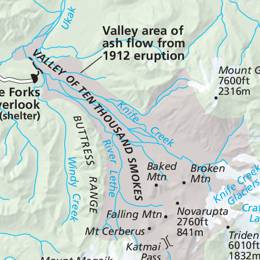 Ukak
Valley area of
ash flow from
1912 eruption
VALLEY OF TEN THOUSAND SMOKES
Mount G
7600ft
2316m
e Forks
verlook
(shelter)
Knife Creek
BUTTRESS RANGE
River Lethe
Windy Creek
Baked
Mtn
Broken
Mtn
Knife Creek
Glaciers
Novarupta
2760ft
841m
Falling Mtn
Mt Cerberus
Katmai
Pass
Crat
L
Triden
6010ft
1832m